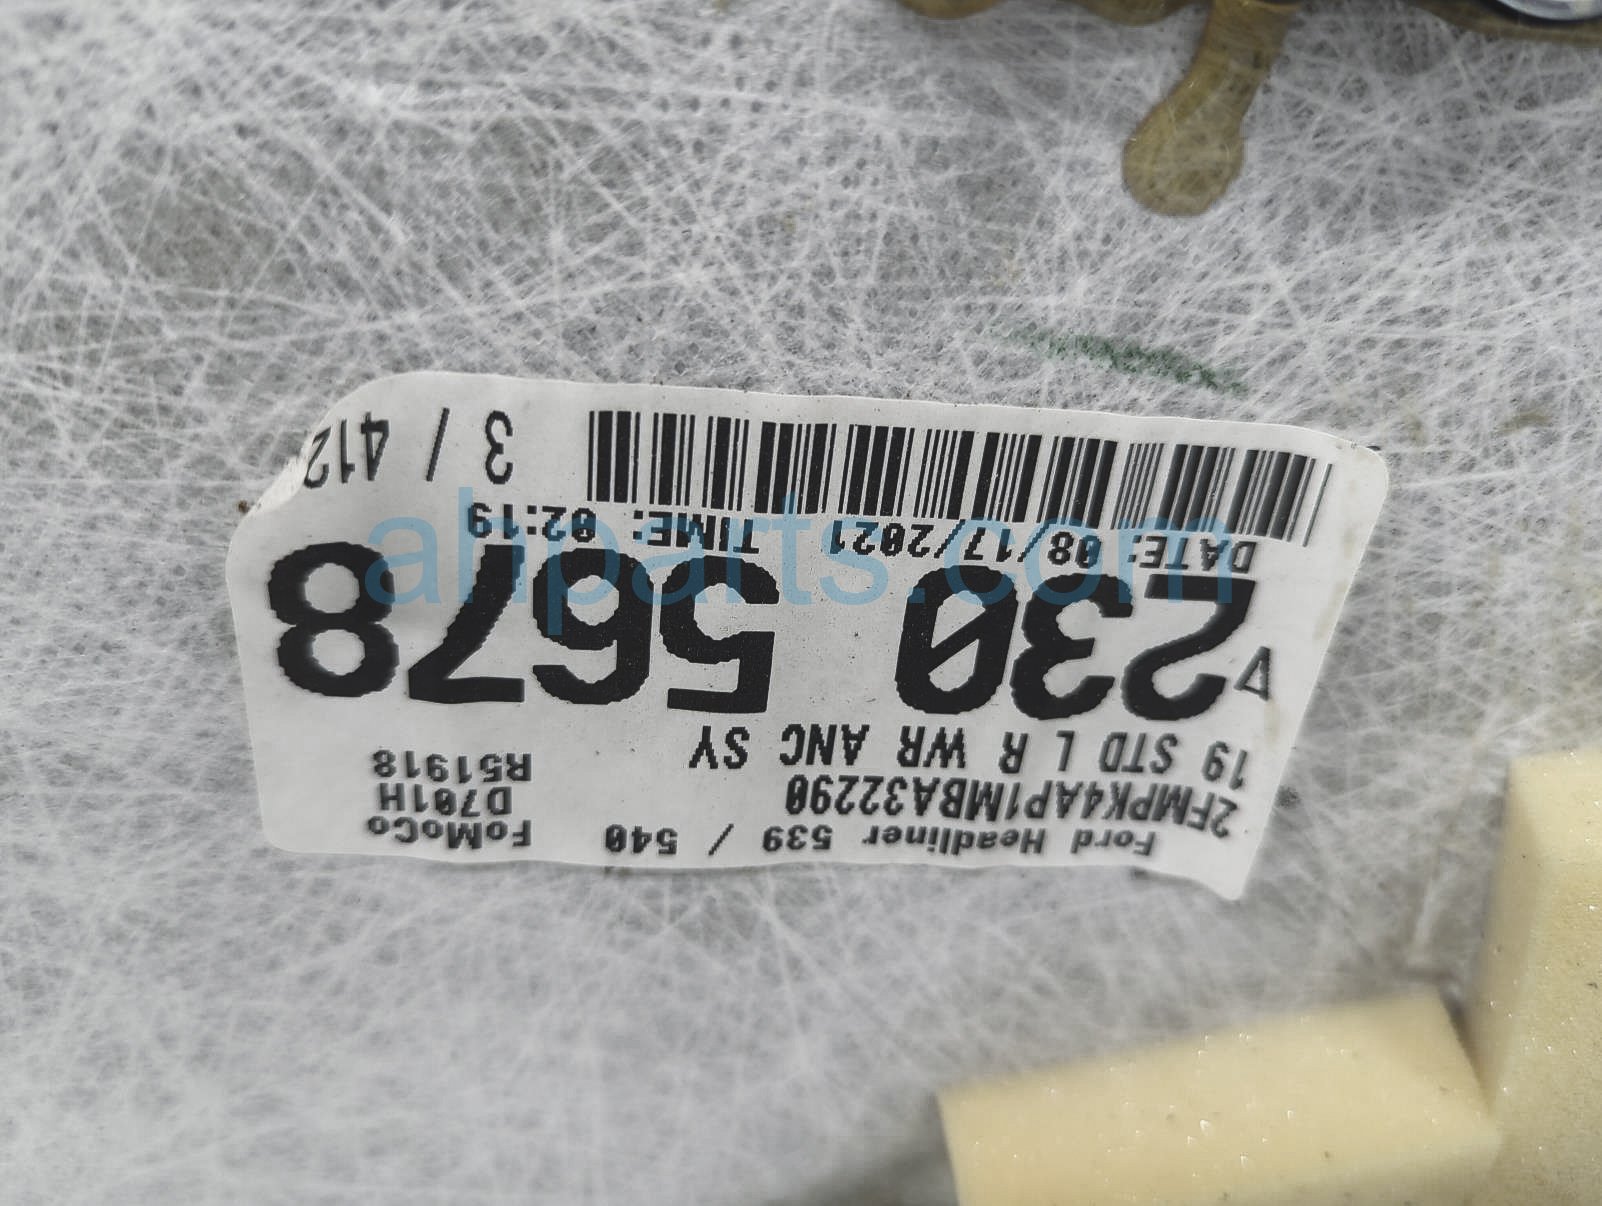 Ford Headliner 539 / 540 FoMoCo
2FMPK4AP1MBA32290 D701H
19 STD L R WR ANC SY R51918
230 5678
DATE: 08/17/2021 TIME: 02:19
3 / 412
ahparts.com